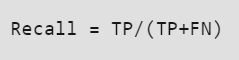 Recall = TP/(TP+FN)